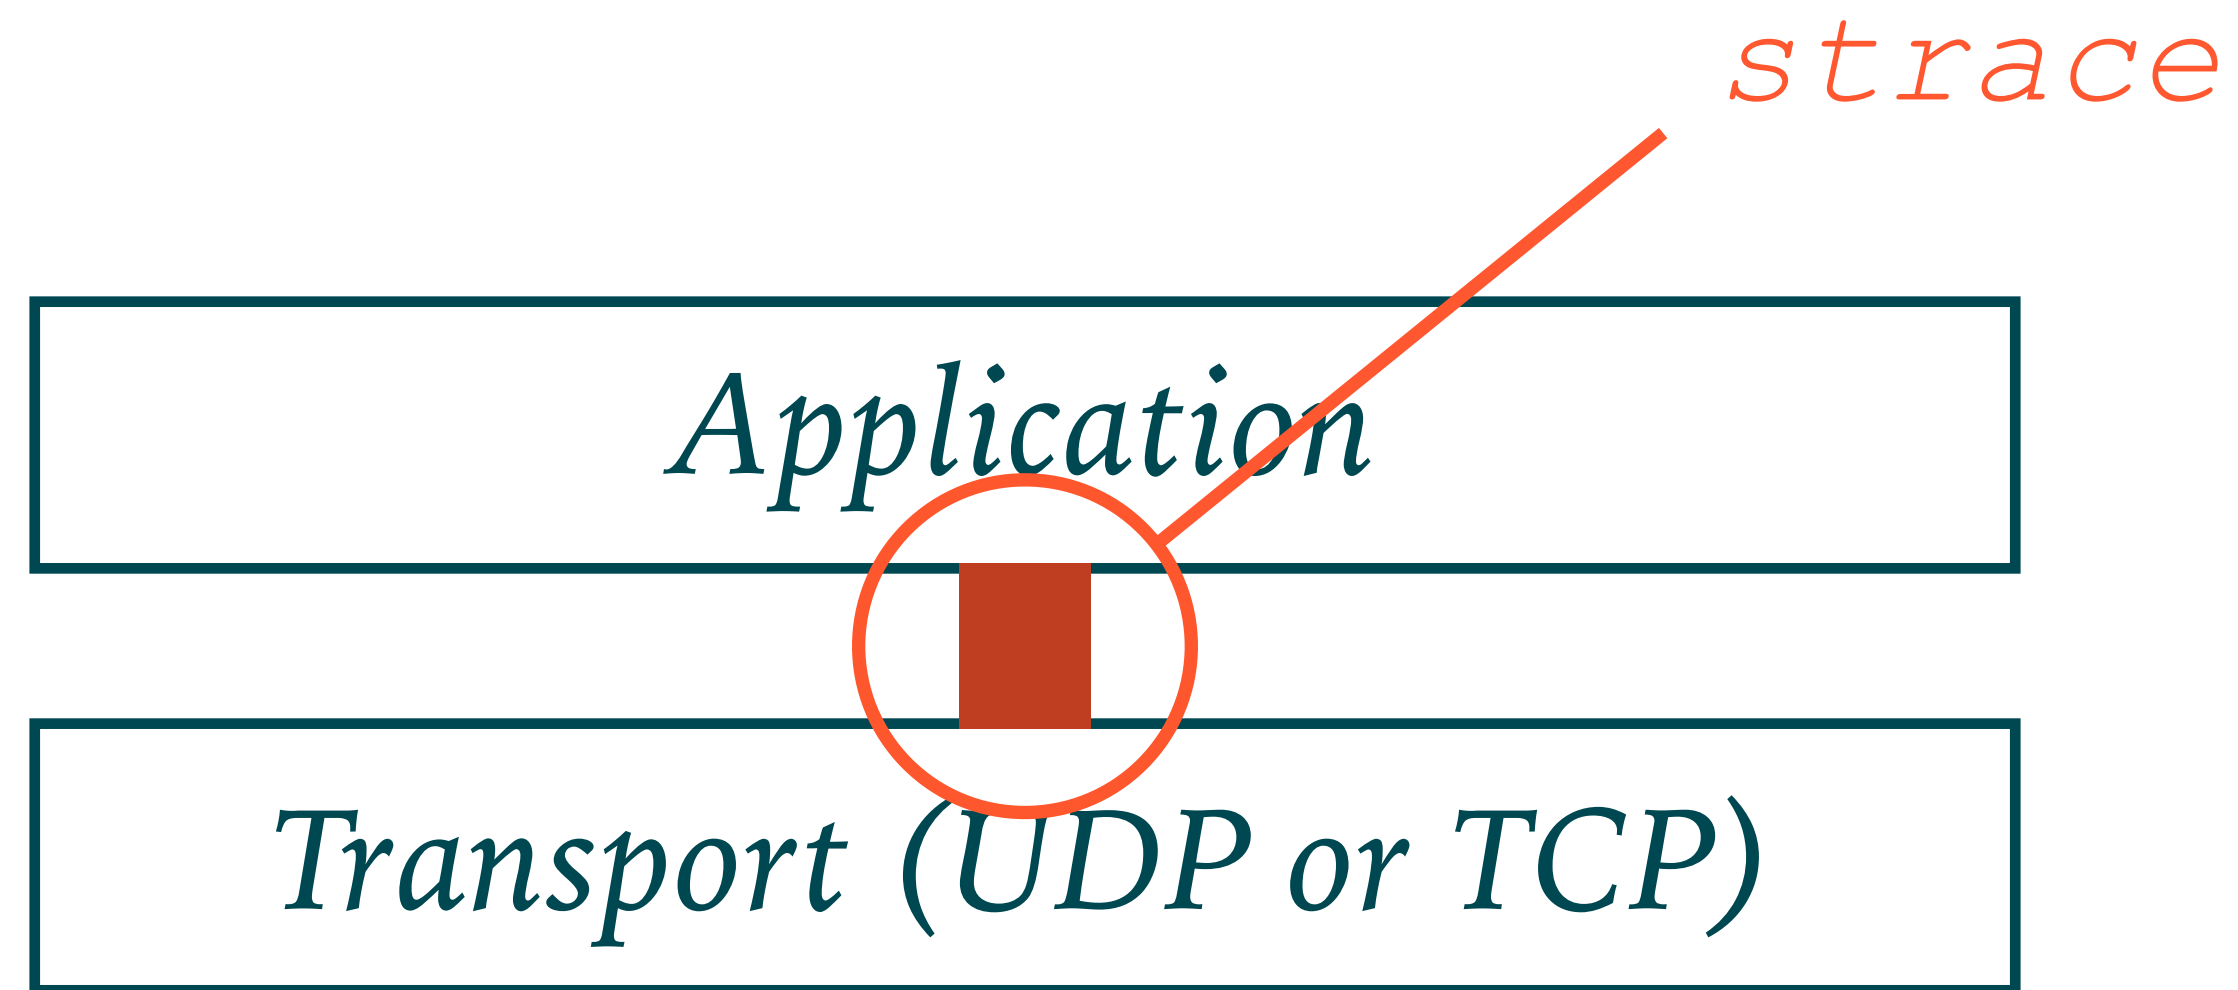 strace
Application
Transport (UDP or TCP)